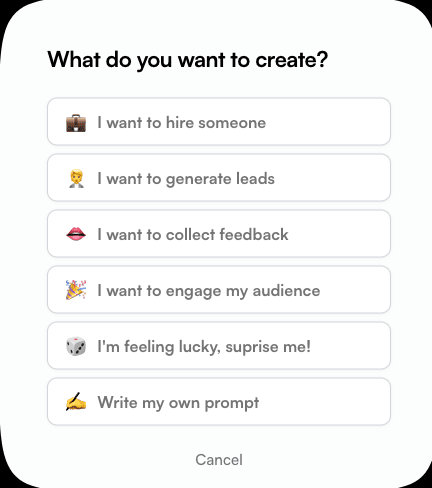 What do you want to create?
I want to hire someone
I want to generate leads
I want to collect feedback
I want to engage my audience
I'm feeling lucky, suprise me!
Write my own prompt
Cancel